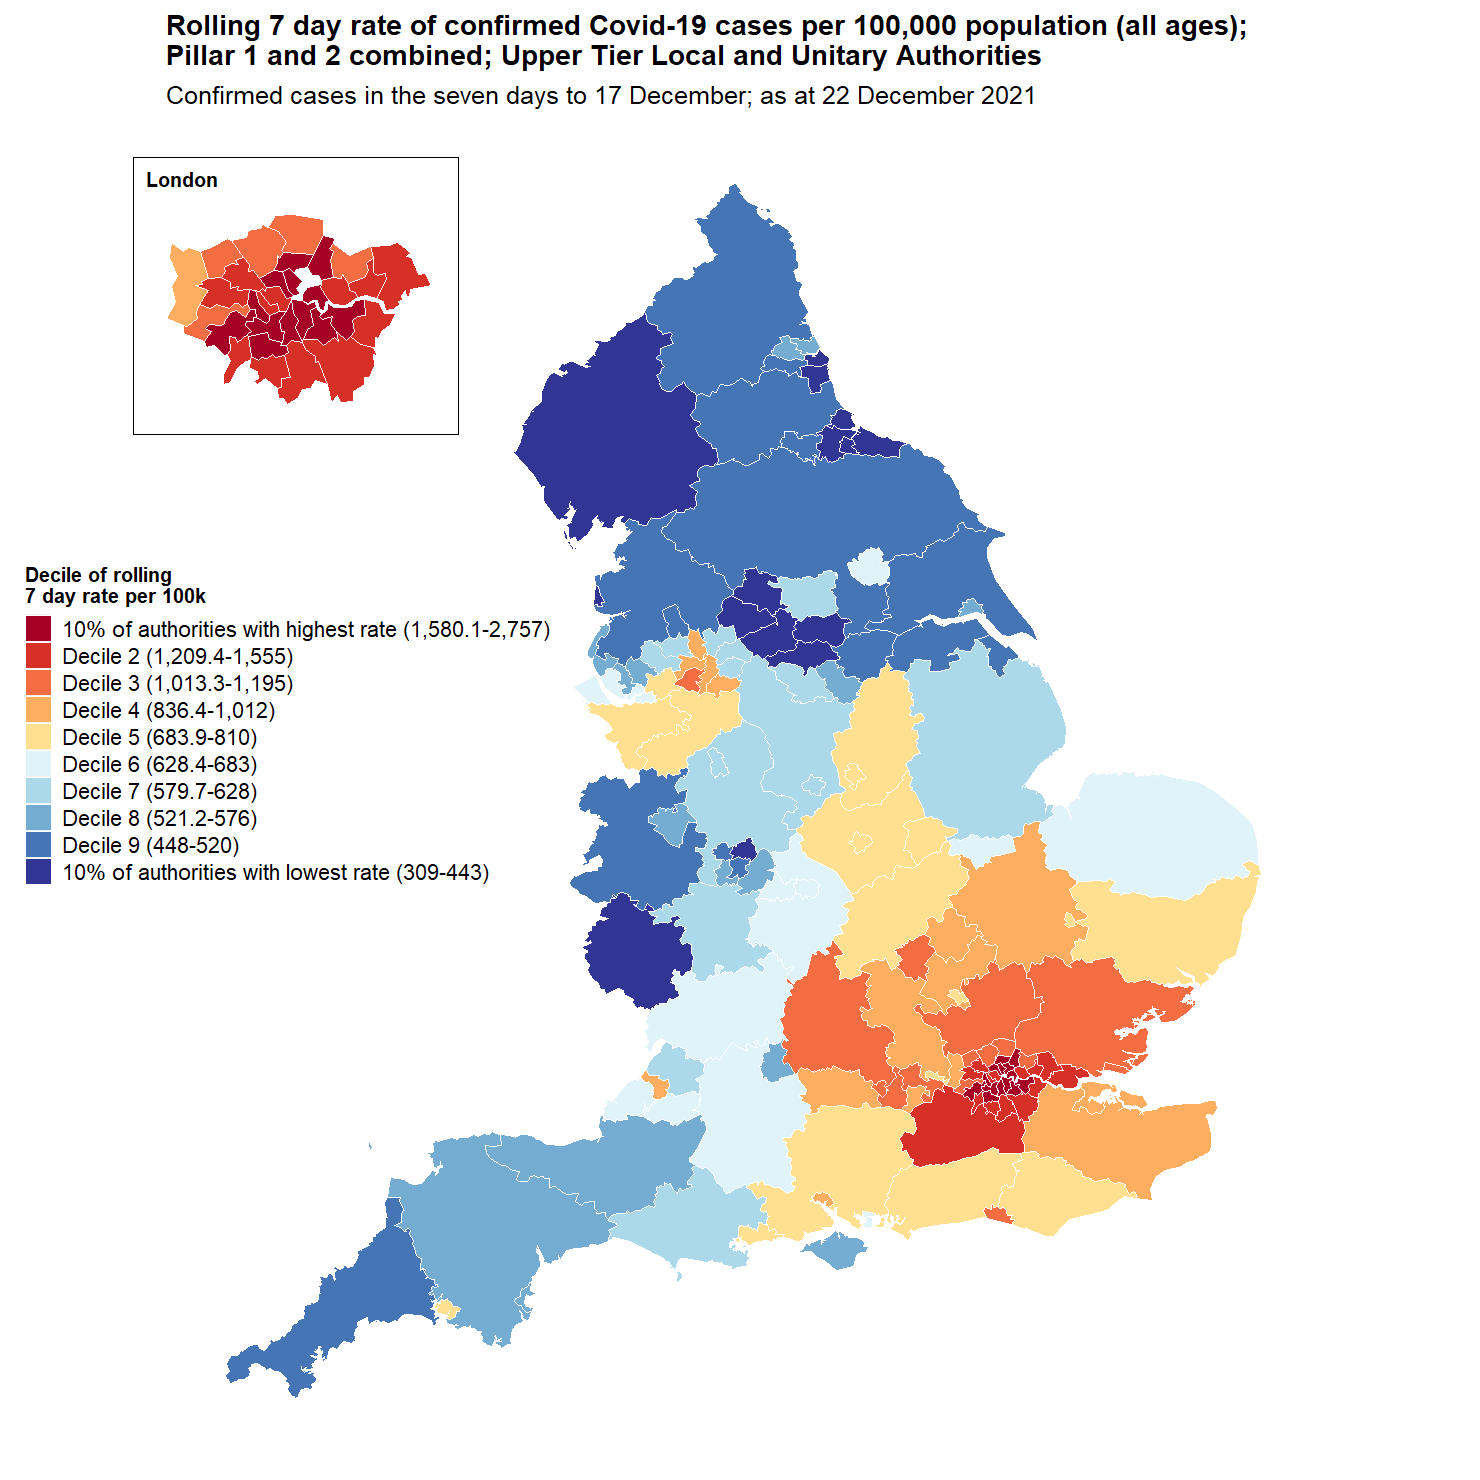 Rolling 7 day rate of confirmed Covid-19 cases per 100,000 population (all ages);
Pillar 1 and 2 combined; Upper Tier Local and Unitary Authorities
Confirmed cases in the seven days to 17 December; as at 22 December 2021
London
Decile of rolling
7 day rate per 100k
10% of authorities with highest rate (1,580.1-2,757)
Decile 2 (1,209.4-1,555)
Decile 3 (1,013.3-1,195)
Decile 4 (836.4-1,012)
Decile 5 (683.9-810)
Decile 6 (628.4-683)
Decile 7 (579.7-628)
Decile 8 (521.2-576)
Decile 9 (448-520)
10% of authorities with lowest rate (309-443)